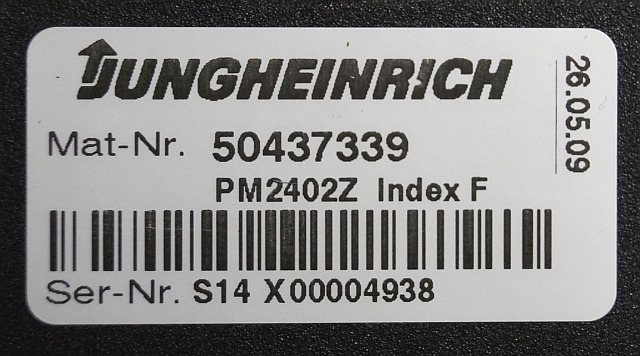 JUNGHEINRICH
Mat-Nr. 50437339
PM2402Z Index F
Ser-Nr. S14 X00004938
26.05.09